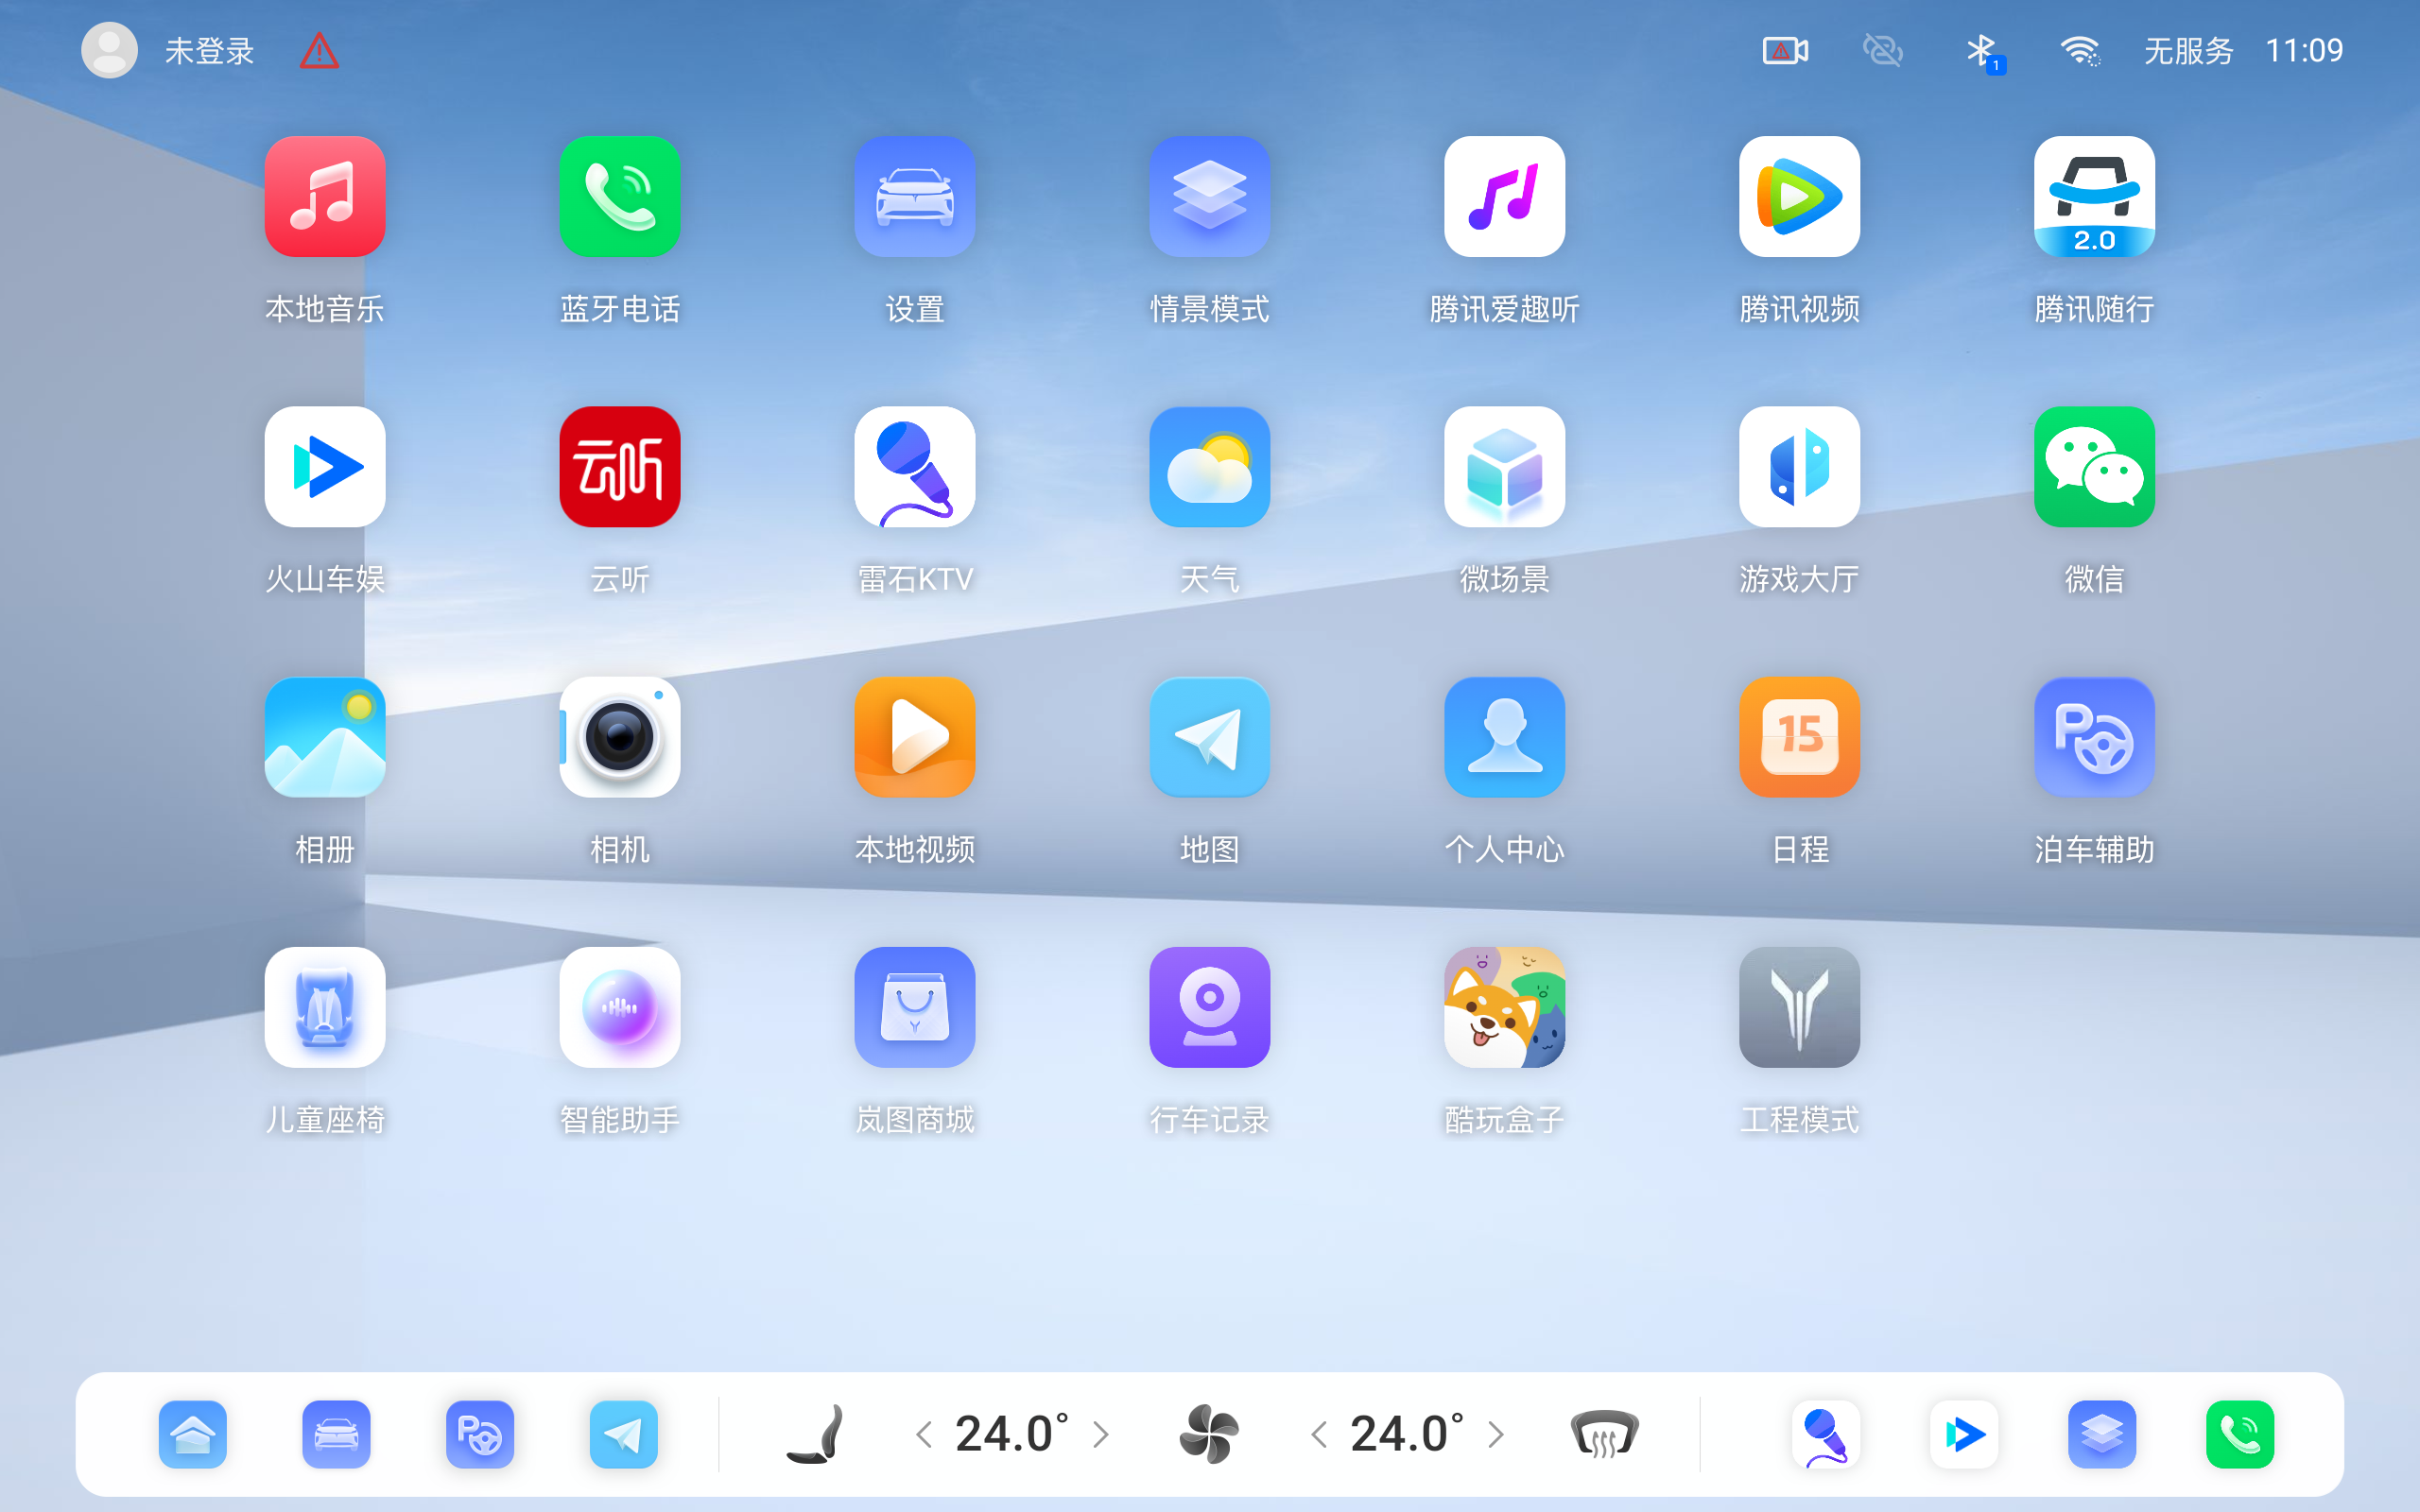 未登录
1
无服务 11:09
2.0
本地音乐 蓝牙电话 设置 情景模式 腾讯爱趣听 腾讯视频 腾讯随行
云听
火山车娱 云听 雷石KTV 天气 微场景 游戏大厅 微信
15
P
相册 相机 本地视频 地图 个人中心 日程 泊车辅助
儿童座椅 智能助手 岚图商城 行车记录 酷玩盒子 工程模式
P
24.0° 24.0°